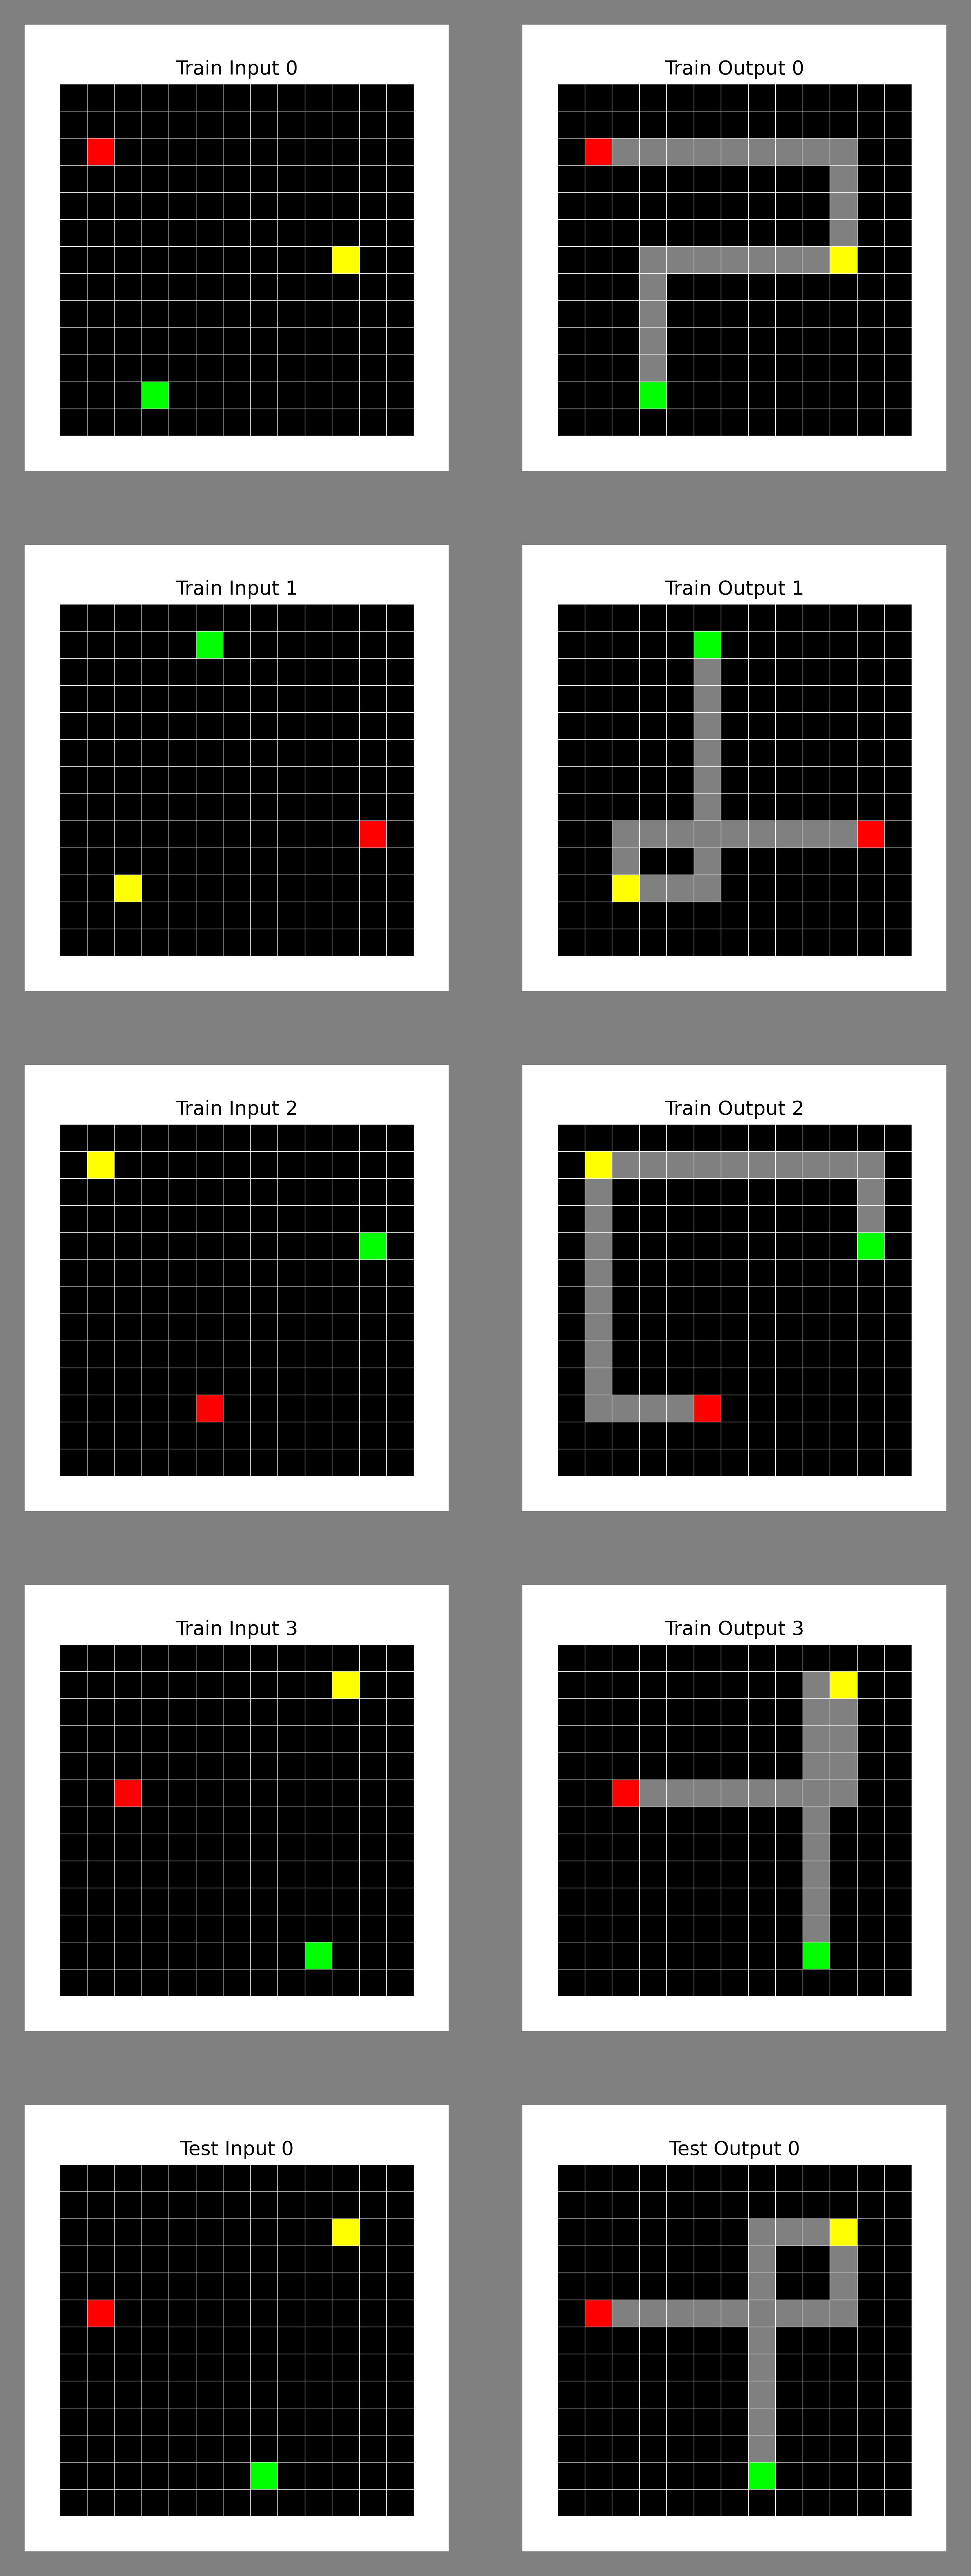 Train Input 0
Train Output 0
Train Input 1
Train Output 1
Train Input 2
Train Output 2
Train Input 3
Train Output 3
Test Input 0
Test Output 0